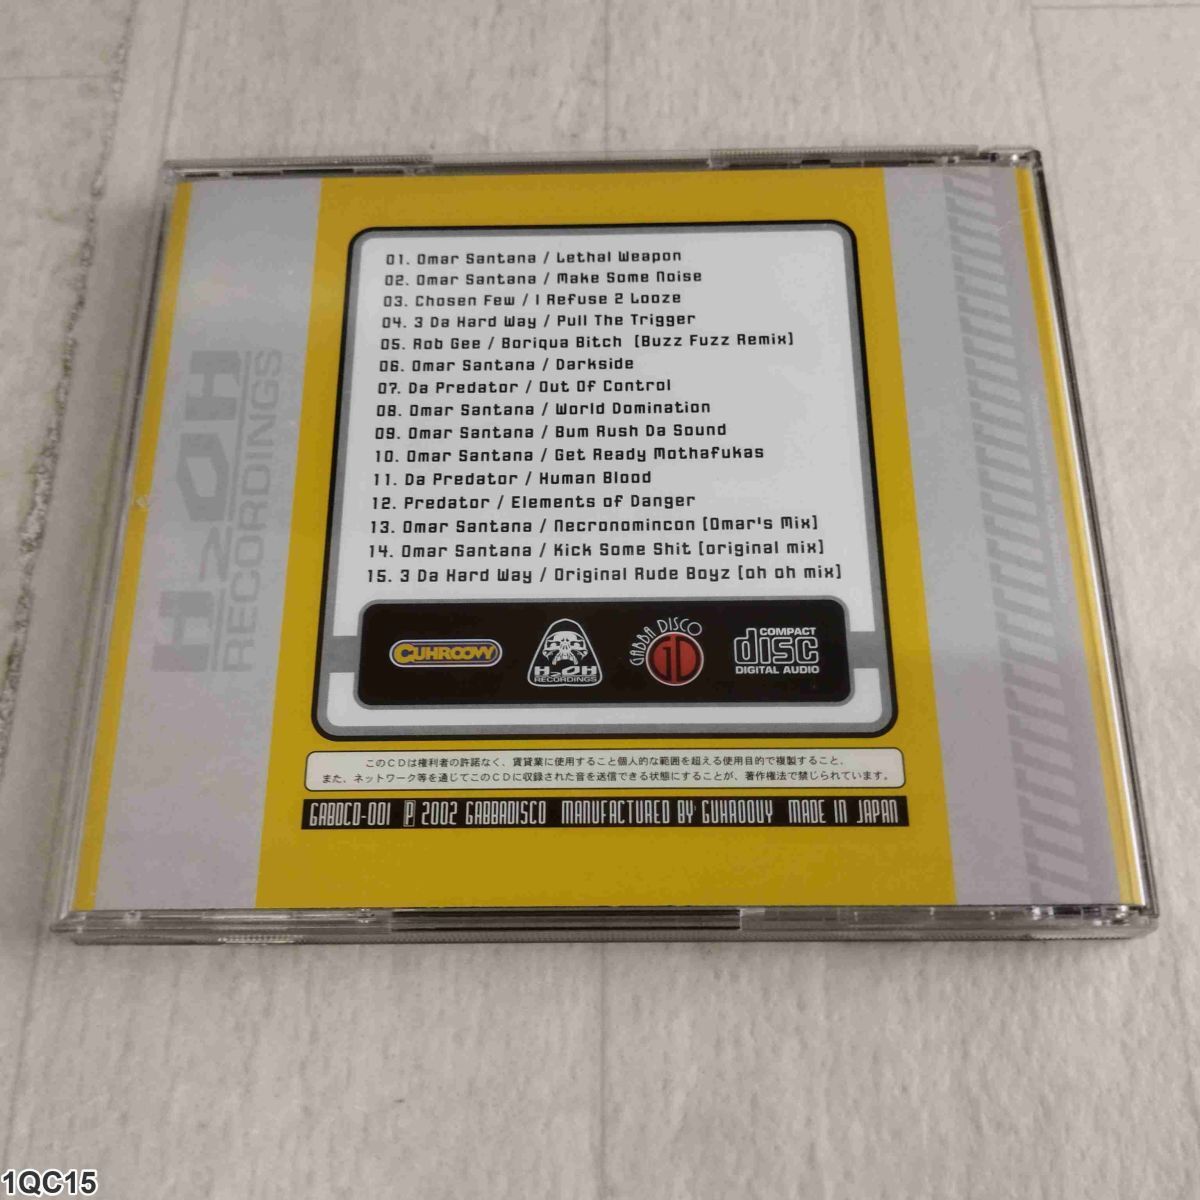 01. Omar Santana / Lethal Weapon
02. Omar Santana / Make Some Noise
03. Chosen Few / I Refuse 2 Looze
04. 3 Da Hard Way / Pull The Trigger
05. Rob Gee / Boriqua Bitch [Buzz Fuzz Remix]
06. Omar Santana / Darkside
07. Da Predator / Out Of Control
08. Omar Santana / World Domination
09. Omar Santana / Bum Rush Da Sound
10. Omar Santana / Get Ready Mothafukas
11. Da Predator / Human Blood
12. Predator / Elements of Danger
13. Omar Santana / Necronomincon [Omar's Mix]
14. Omar Santana / Kick Some Shit [original mix]
15. 3 Da Hard Way / Original Rude Boyz [oh oh mix]
H2OH
RECORDINGS
GUHROOVY
H2OH
RECORDINGS
GABBA DISCO
COMPACT
disc
DIGITAL AUDIO
このCDは権利者の許諾なく、賃貸業に使用すること個人的な範囲を超える使用目的で複製すること、
また、ネットワーク等を通じてこのCDに収録された音を送信できる状態にすることが、著作権法で禁じられています。
GABDCD-001 Ⓟ 2002 GABBADISCO MANUFACTURED BY GUHROOVY MADE IN JAPAN
1QC15